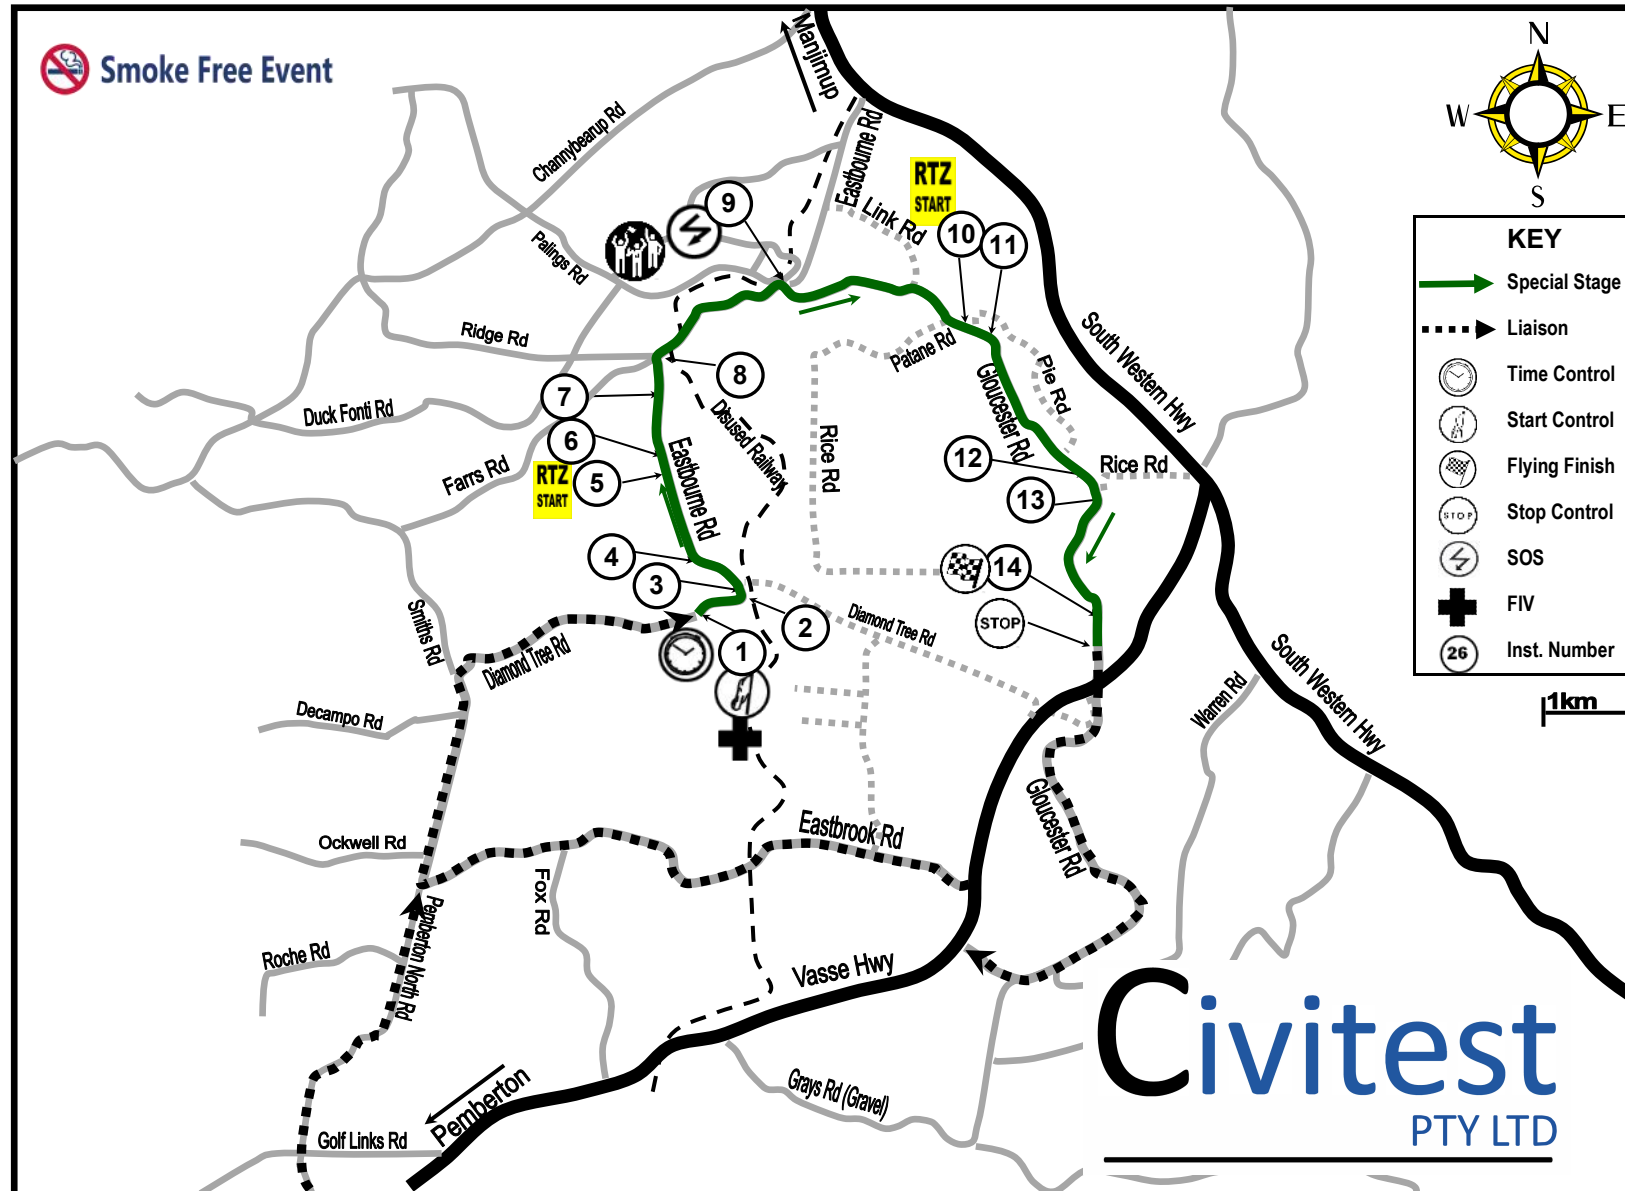 Smoke Free Event
Manjimup
N
W
E
S
Channybearup Rd
Eastbourne Rd
RTZ
START
Link Rd
9
10
11
Palings Rd
KEY
Special Stage
Liaison
Time Control
Start Control
Flying Finish
STOP
Stop Control
SOS
FIV
26
Inst. Number
1km
Ridge Rd
Patane Rd
South Western Hwy
Pie Rd
Gloucester Rd
8
7
Duck Fonti Rd
Disused Railway
6
Eastbourne Rd
Rice Rd
12
Rice Rd
Farrs Rd
RTZ
START
5
13
4
3
14
Smiths Rd
2
Diamond Tree Rd
STOP
Diamond Tree Rd
1
South Western Hwy
Warren Rd
Decampo Rd
Ockwell Rd
Eastbrook Rd
Gloucester Rd
Fox Rd
Pemberton North Rd
Roche Rd
Vasse Hwy
Civitest
PTY LTD
Grays Rd (Gravel)
Pemberton
Golf Links Rd